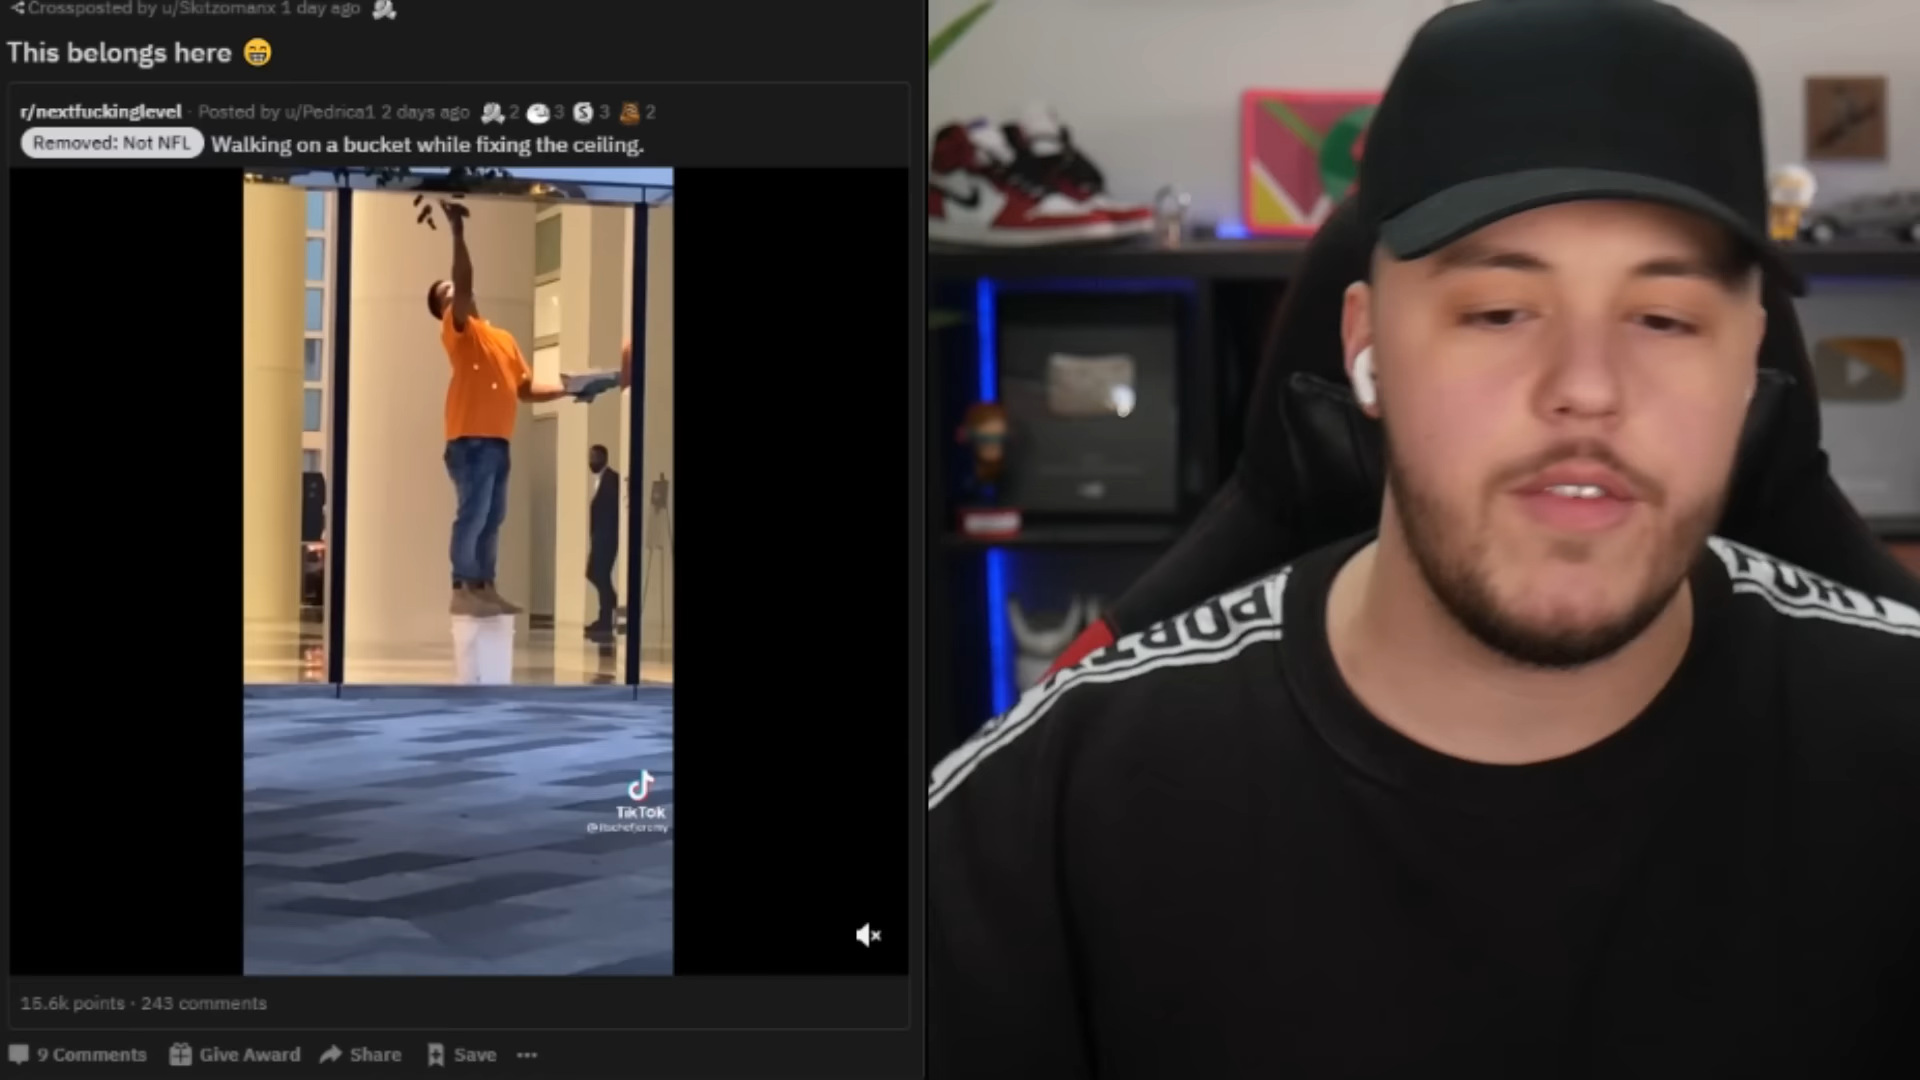 Crossposted by u/Skitzomanx 1 day ago
This belongs here
r/nextfuckinglevel · Posted by u/Pedrica1 2 days ago 2 3 S 3 2
Removed: Not NFL Walking on a bucket while fixing the ceiling.
TikTok
15.6k points · 243 comments
9 Comments Give Award Share Save ...